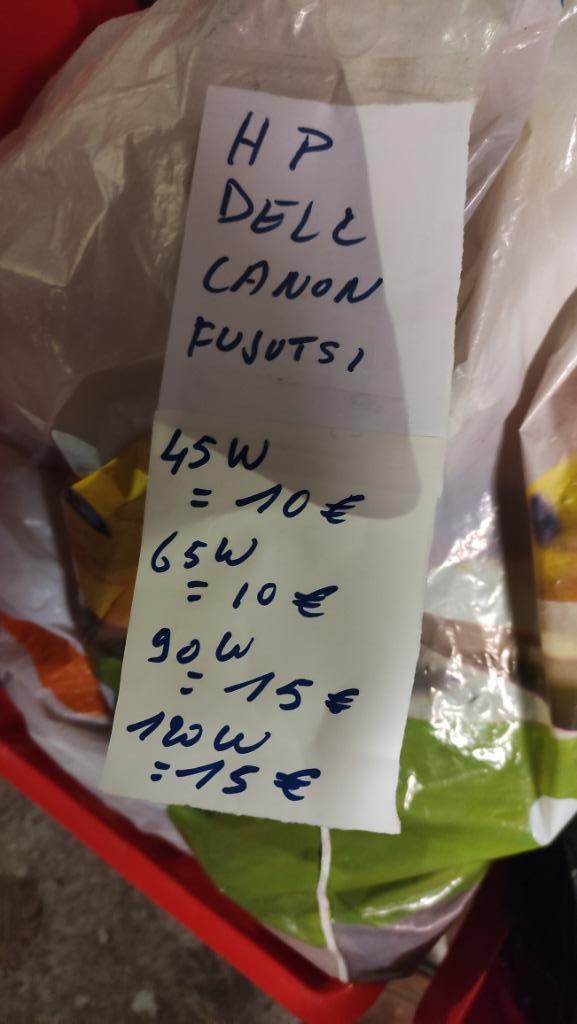 HP
DELL
CANON
FUJUTSI
45W
= 10 €
65W
= 10 €
90W
= 15 €
120W
= 15 €